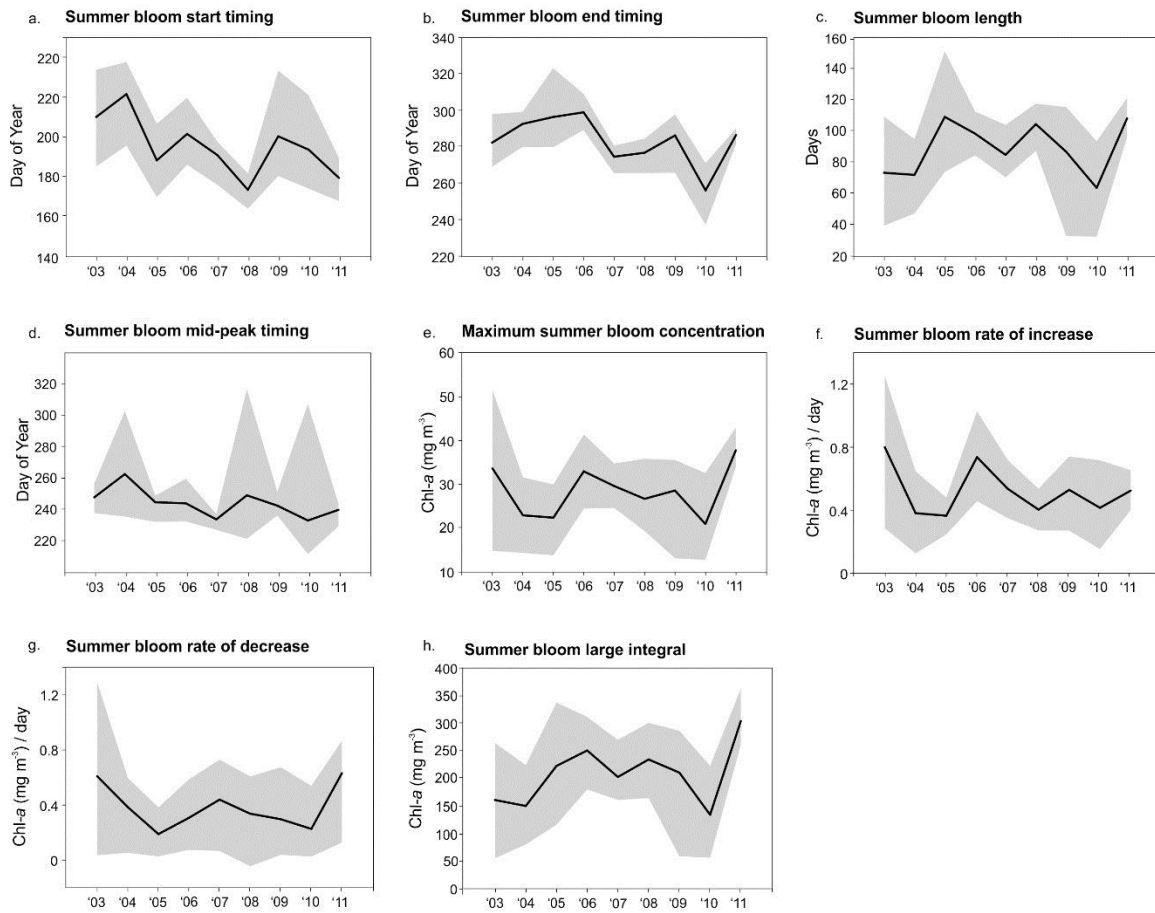 a. Summer bloom start timing
Day of Year
220
220
200
180
160
140
'03 '04 '05 '06 '07 '08 '09 '10 '11
b. Summer bloom end timing
Day of Year
340
320
300
280
260
240
220
'03 '04 '05 '06 '07 '08 '09 '10 '11
c. Summer bloom length
Days
160
140
120
100
80
60
40
20
'03 '04 '05 '06 '07 '08 '09 '10 '11
d. Summer bloom mid-peak timing
Day of Year
320
300
280
260
240
220
'03 '04 '05 '06 '07 '08 '09 '10 '11
e. Maximum summer bloom concentration
Chl-a (mg m⁻³)
60
50
40
30
20
10
'03 '04 '05 '06 '07 '08 '09 '10 '11
f. Summer bloom rate of increase
Chl-a (mg m⁻³) / day
1.2
0.8
0.4
0
'03 '04 '05 '06 '07 '08 '09 '10 '11
g. Summer bloom rate of decrease
Chl-a (mg m⁻³) / day
1.2
0.8
0.4
0
'03 '04 '05 '06 '07 '08 '09 '10 '11
h. Summer bloom large integral
Chl-a (mg m⁻³)
400
350
300
250
200
150
100
50
0
'03 '04 '05 '06 '07 '08 '09 '10 '11